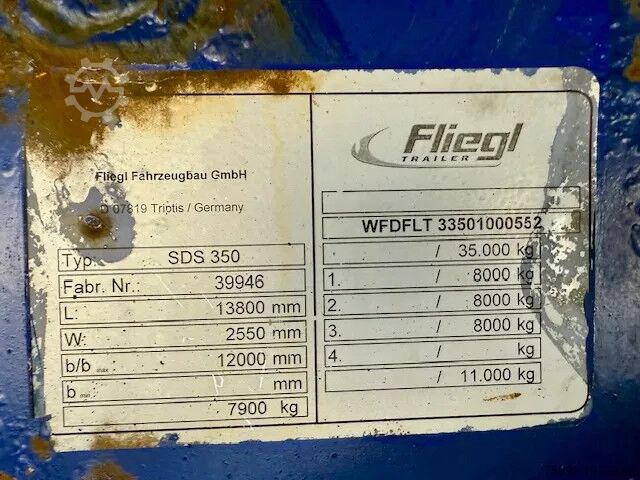 Fliegl Fahrzeugbau GmbH
D 07819 Triptis / Germany
Typ: SDS 350
Fabr. Nr.: 39946
L: 13800 mm
W: 2550 mm
b/b max 12000 mm
b min mm
7900 kg
Fliegl
TRAILER
WFDFLT 33501000552
/ 35.000 kg
1. / 8000 kg
2. / 8000 kg
3. / 8000 kg
4. / kg
/ 11.000 kg